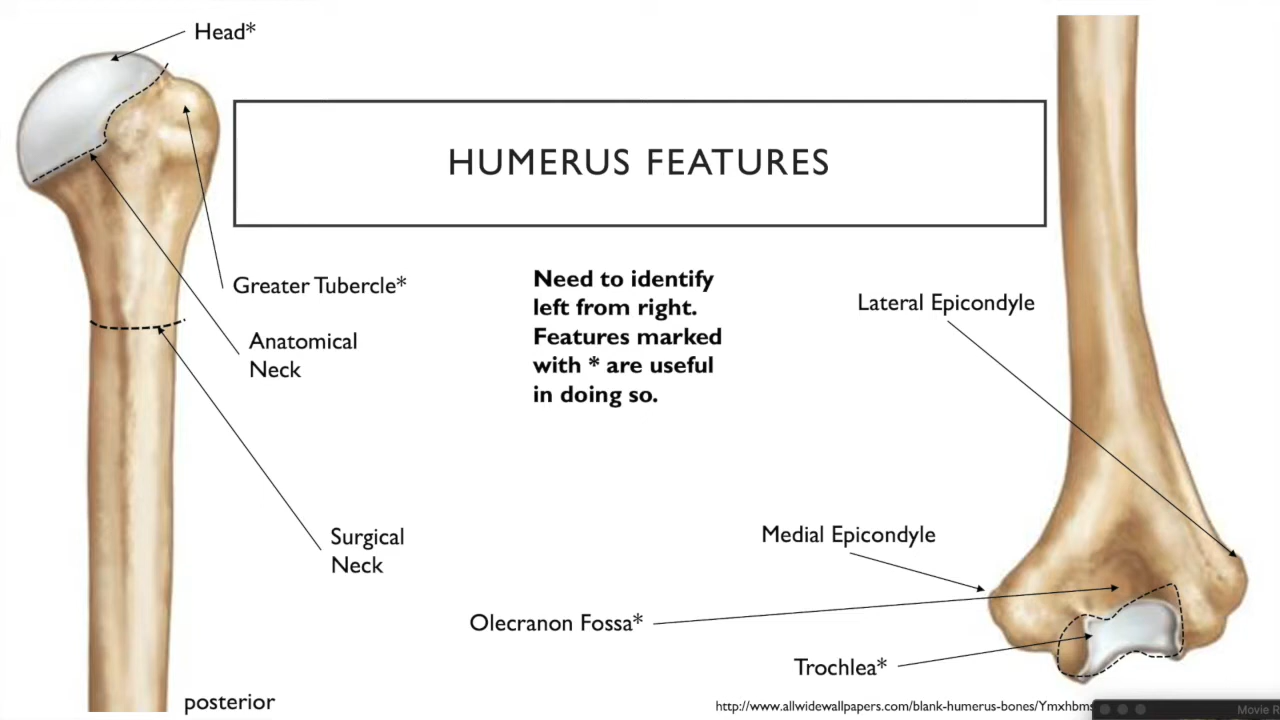 Head*
HUMERUS FEATURES
Greater Tubercle*
Anatomical
Neck
Need to identify
left from right.
Features marked
with * are useful
in doing so.
Lateral Epicondyle
Surgical
Neck
Medial Epicondyle
Olecranon Fossa*
Trochlea*
posterior
http://www.allwidewallpapers.com/blank-humerus-bones/Ymxhbms
Movie R